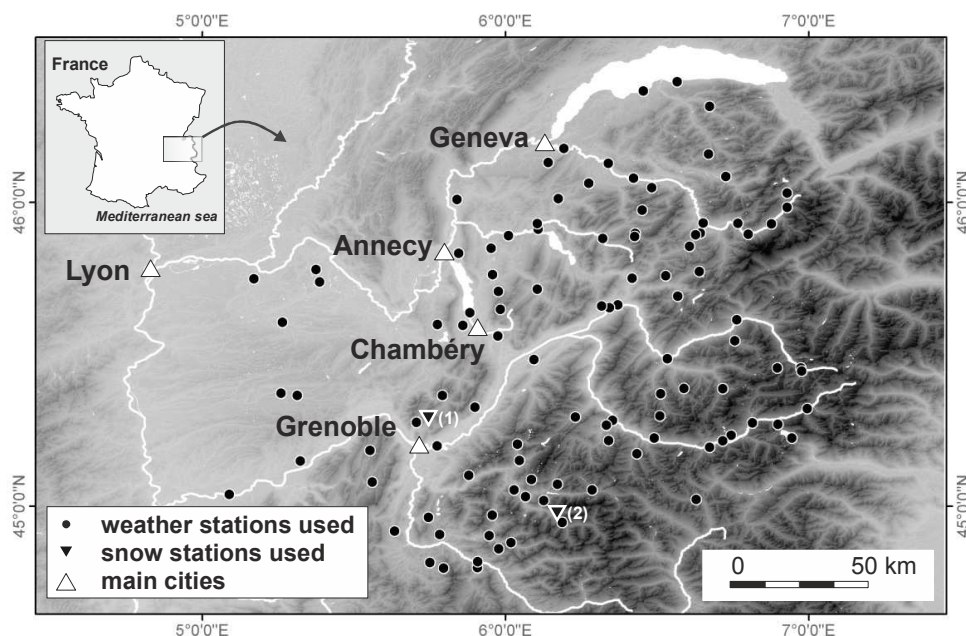 5°0'0"E
6°0'0"E
7°0'0"E
France
Mediterranean sea
Geneva
46°0'0"N
46°0'0"N
Annecy
Lyon
Chambéry
Grenoble
(1)
45°0'0"N
45°0'0"N
(2)
weather stations used
snow stations used
main cities
0 50 km
5°0'0"E
6°0'0"E
7°0'0"E